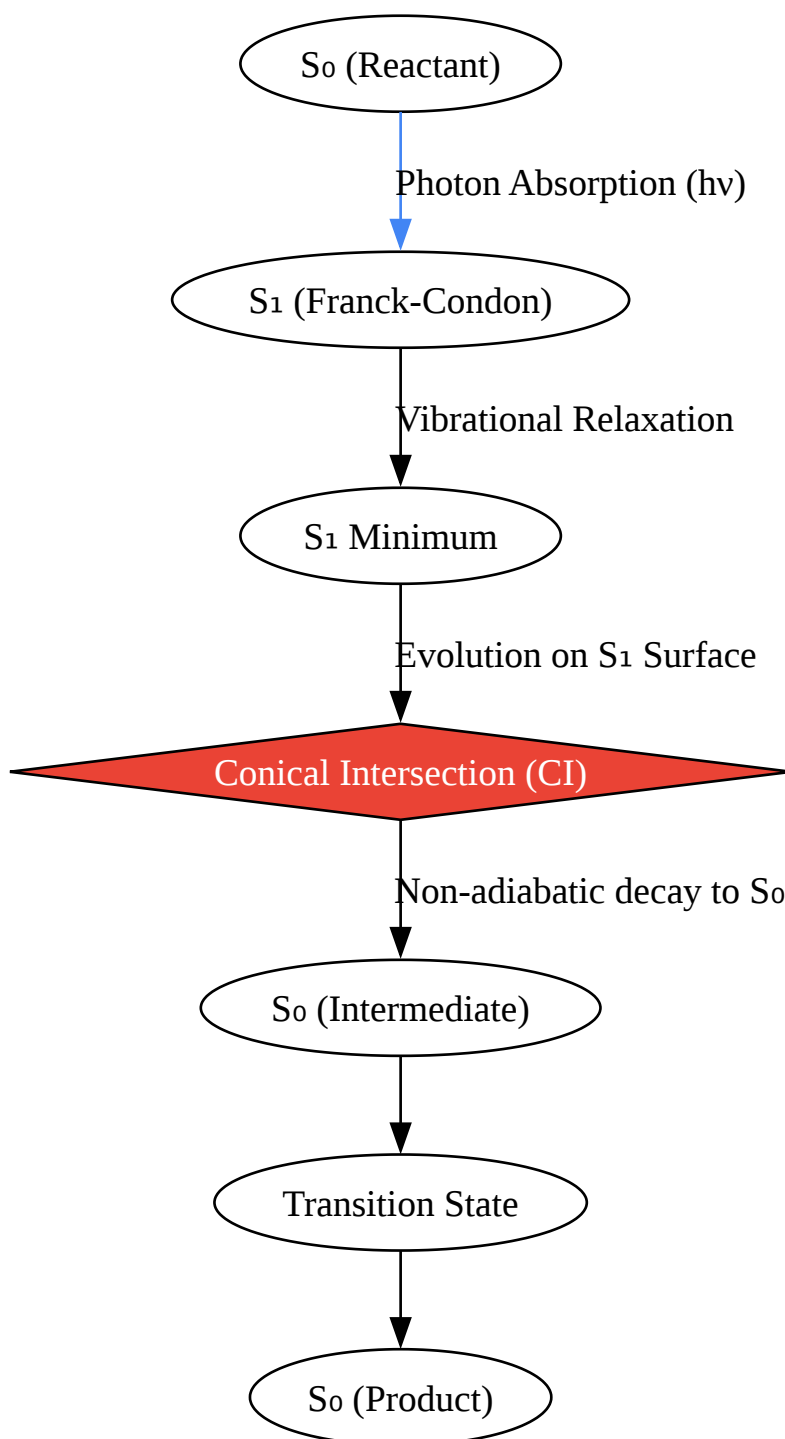 S₀ (Reactant)
Photon Absorption (hν)
S₁ (Franck-Condon)
Vibrational Relaxation
S₁ Minimum
Evolution on S₁ Surface
Conical Intersection (CI)
Non-adiabatic decay to S₀
S₀ (Intermediate)
Transition State
S₀ (Product)